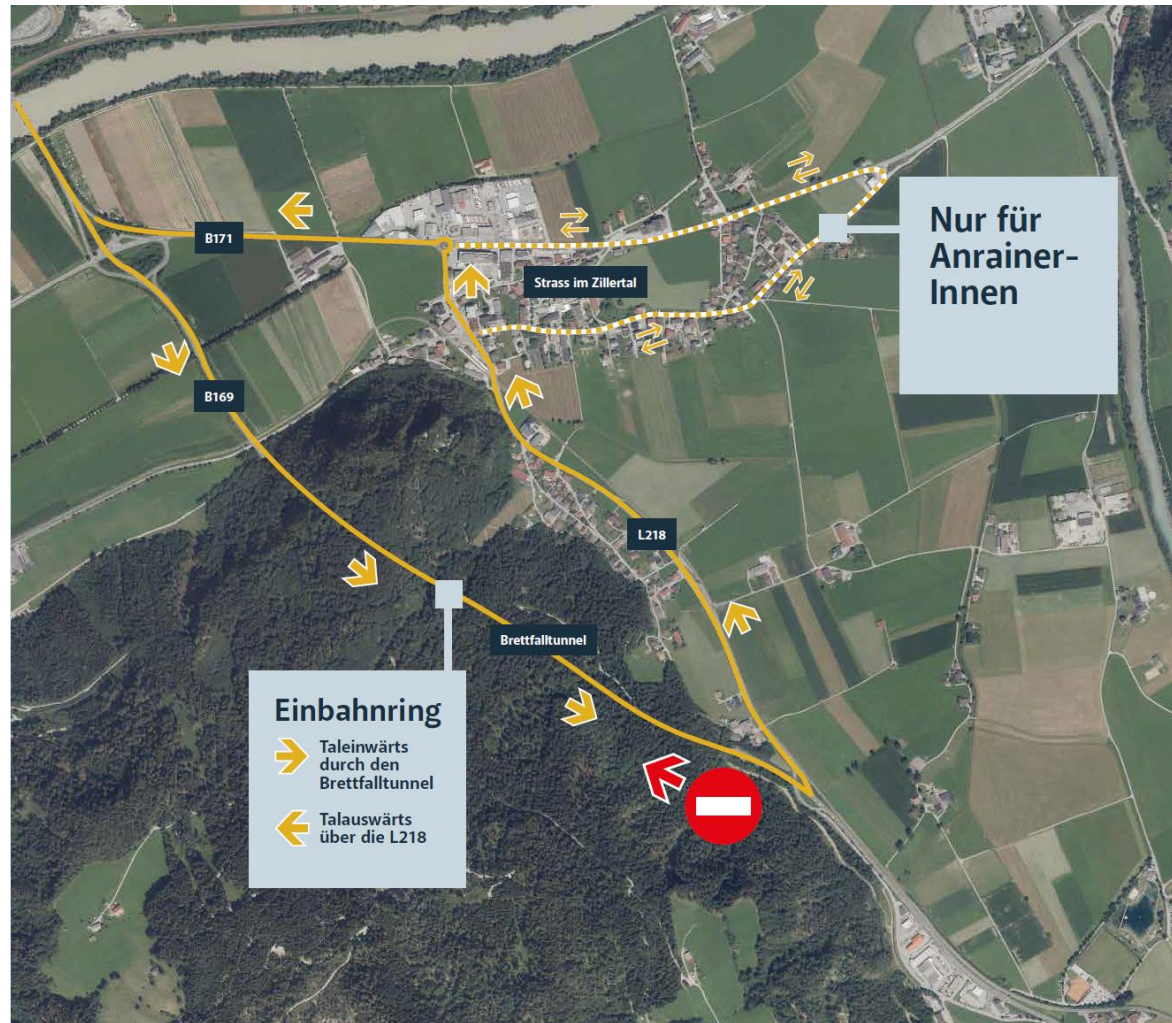 B171
Strass im Zillertal
Nur für
Anrainer-
Innen
B169
L218
Brettfalltunnel
Einbahnring
Taleinwärts
durch den
Brettfalltunnel
Talauswärts
über die L218